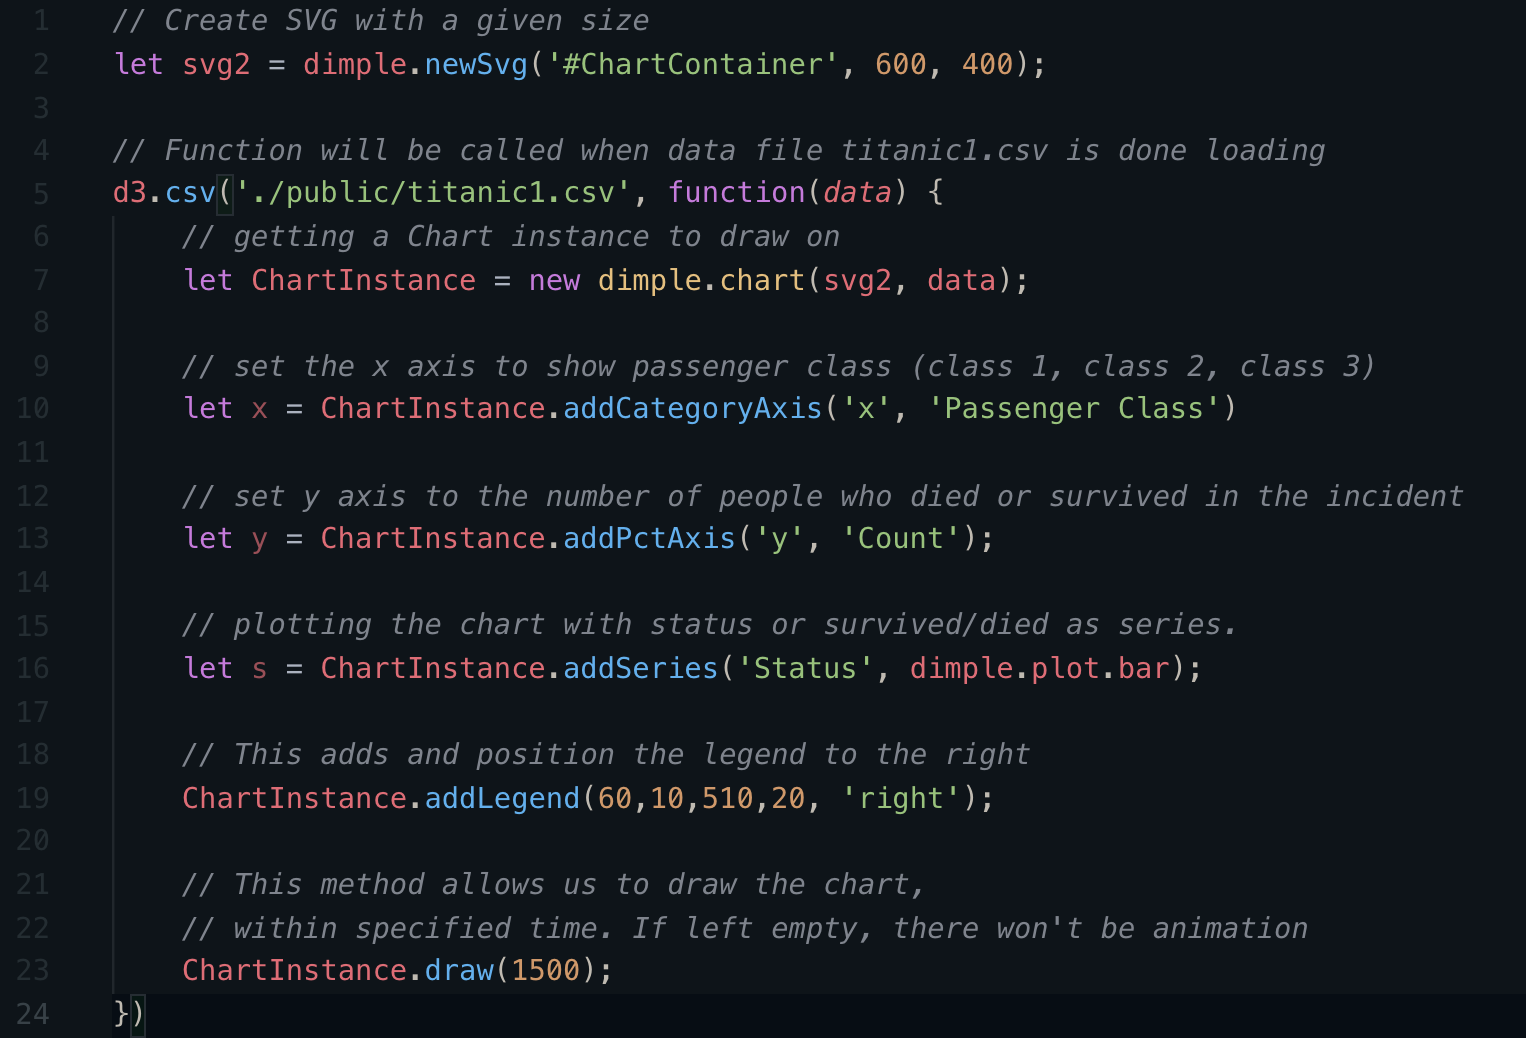 1 // Create SVG with a given size
2 let svg2 = dimple.newSvg('#ChartContainer', 600, 400);
3
4 // Function will be called when data file titanic1.csv is done loading
5 d3.csv('./public/titanic1.csv', function(data) {
6 // getting a Chart instance to draw on
7 let ChartInstance = new dimple.chart(svg2, data);
8
9 // set the x axis to show passenger class (class 1, class 2, class 3)
10 let x = ChartInstance.addCategoryAxis('x', 'Passenger Class')
11
12 // set y axis to the number of people who died or survived in the incident
13 let y = ChartInstance.addPctAxis('y', 'Count');
14
15 // plotting the chart with status or survived/died as series.
16 let s = ChartInstance.addSeries('Status', dimple.plot.bar);
17
18 // This adds and position the legend to the right
19 ChartInstance.addLegend(60,10,510,20, 'right');
20
21 // This method allows us to draw the chart,
22 // within specified time. If left empty, there won't be animation
23 ChartInstance.draw(1500);
24 })